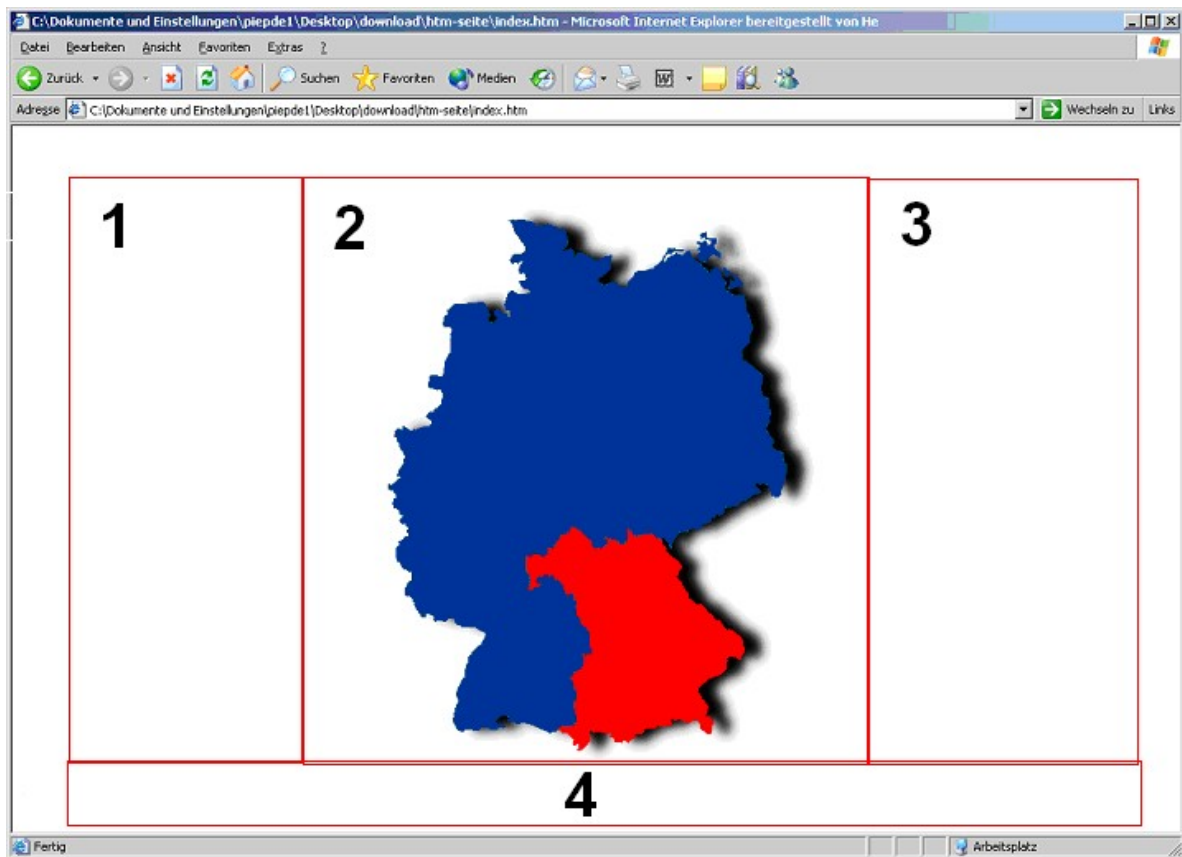 C:\Dokumente und Einstellungen\piepde1\Desktop\download\htm-seite\index.htm - Microsoft Internet Explorer bereitgestellt von He
Datei Bearbeiten Ansicht Favoriten Extras ?
Zurück Suchen Favoriten Medien W
Adresse C:\Dokumente und Einstellungen\piepde1\Desktop\download\htm-seite\index.htm Wechseln zu Links
1 2 3
4
Fertig Arbeitsplatz